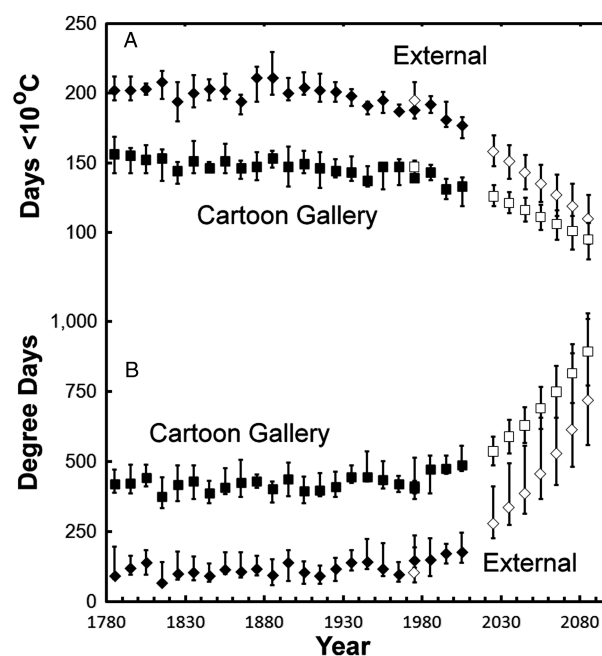 250
A
External
200
Days <10°C
150
Cartoon Gallery
100
1,000
B
750
Degree Days
Cartoon Gallery
500
250
External
0
1780 1830 1880 1930 1980 2030 2080
Year